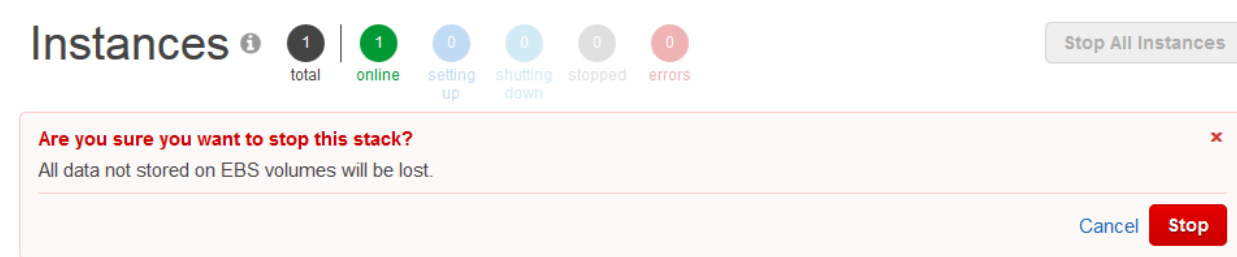 Instances
1 1 0 0 0 0
total online setting up shutting down stopped errors
Stop All Instances
Are you sure you want to stop this stack?
All data not stored on EBS volumes will be lost.
Cancel Stop